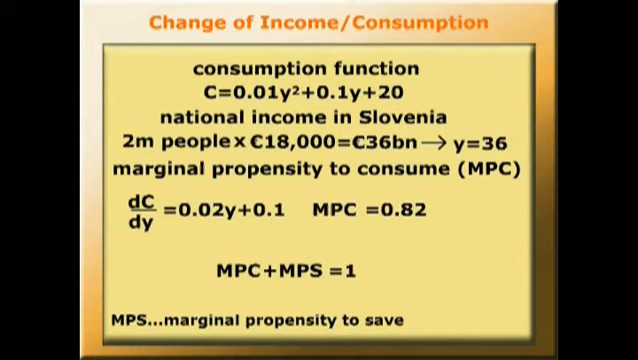 Change of Income/Consumption
consumption function
C=0.01y²+0.1y+20
national income in Slovenia
2m people x €18,000=€36bn → y=36
marginal propensity to consume (MPC)
dC/dy =0.02y+0.1 MPC =0.82
MPC+MPS =1
MPS...marginal propensity to save